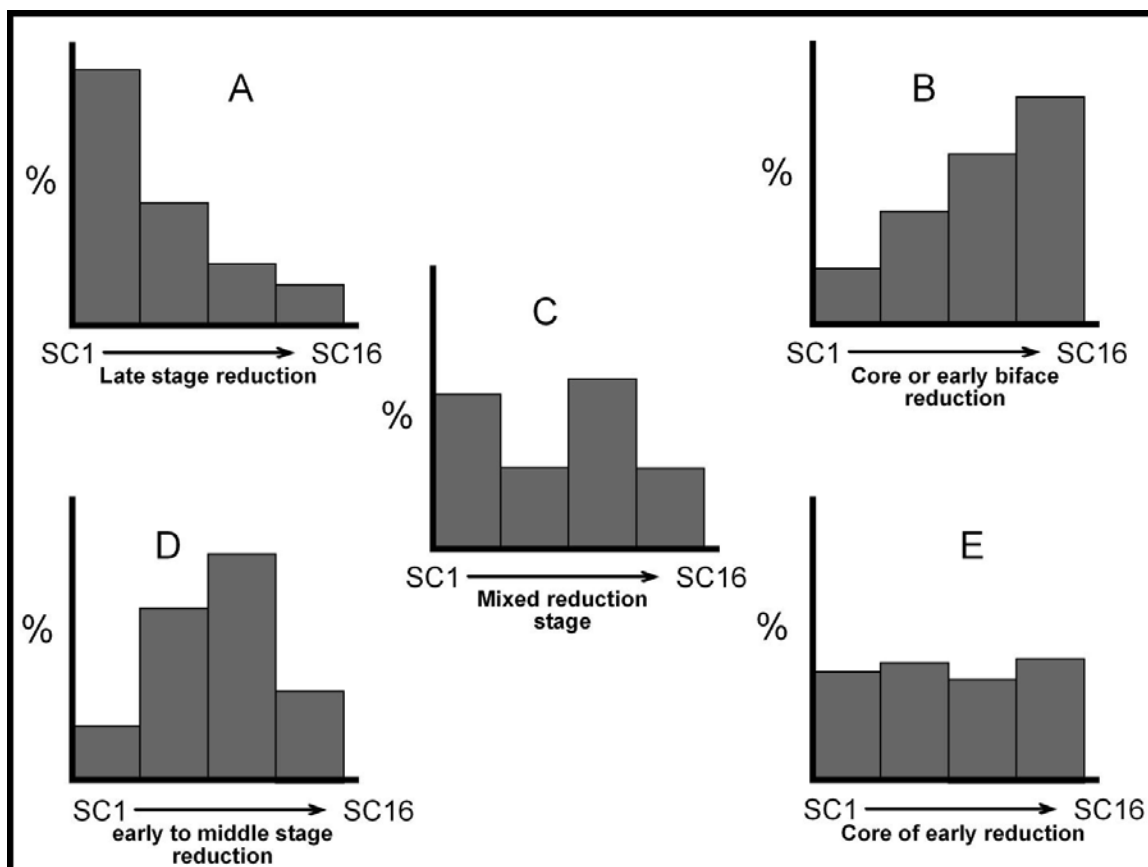 A
%
SC1 SC16
Late stage reduction
B
%
SC1 SC16
Core or early biface
reduction
C
%
SC1 SC16
Mixed reduction
stage
D
%
SC1 SC16
early to middle stage
reduction
E
%
SC1 SC16
Core of early reduction